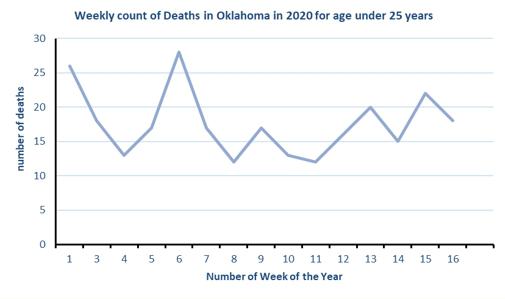 Weekly count of Deaths in Oklahoma in 2020 for age under 25 years
number of deaths
30
25
20
15
10
5
0
1 3 4 5 6 7 8 9 10 11 12 13 14 15 16
Number of Week of the Year